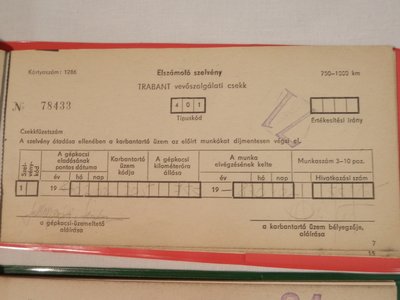 Kártyaszám: 1286
Elszámoló szelvény
750—1000 km
TRABANT vevőszolgálati csekk
№ 78433
401
Típuskód
Értékesítési irány
Csekkfüzetszám
A szelvény átadása ellenében a karbantartó üzem az előírt munkákat díjmentesen végzi el.
Szelvénykód
A gépkocsi eladásának pontos dátuma
Karbantartó üzem kódja
A gépkocsi kilométeróra állása
A munka elvégzésének kelte
Munkaszám 3—10 poz.
év hó nap
év hó nap
Hivatkozási szám
1
19—
19—
a gépkocsi-üzemeltető aláírása
a karbantartó üzem bélyegzője, aláírása
7
15